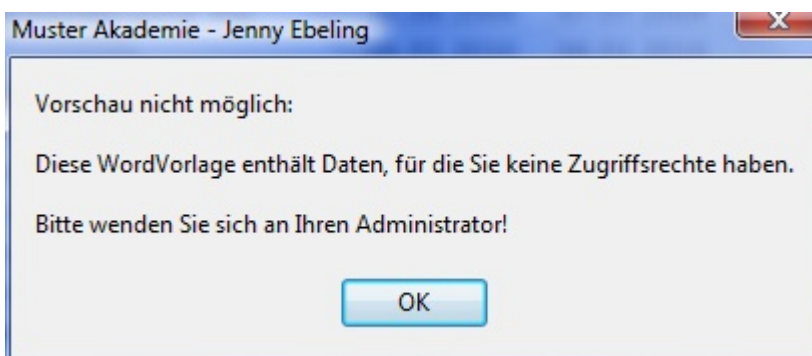 Muster Akademie - Jenny Ebeling
Vorschau nicht möglich:
Diese WordVorlage enthält Daten, für die Sie keine Zugriffsrechte haben.
Bitte wenden Sie sich an Ihren Administrator!
OK